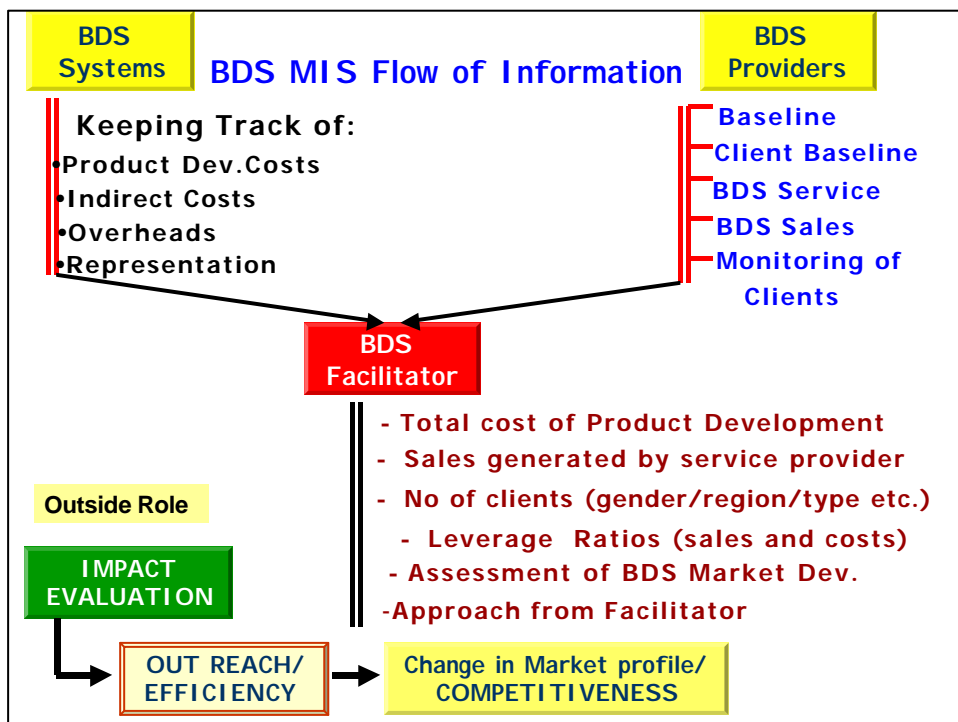 BDS
Systems
BDS MIS Flow of Information
BDS
Providers
Keeping Track of:
•Product Dev.Costs
•Indirect Costs
•Overheads
•Representation
Baseline
Client Baseline
BDS Service
BDS Sales
Monitoring of
Clients
BDS
Facilitator
- Total cost of Product Development
- Sales generated by service provider
- No of clients (gender/region/type etc.)
- Leverage Ratios (sales and costs)
- Assessment of BDS Market Dev.
-Approach from Facilitator
Outside Role
IMPACT
EVALUATION
OUT REACH/
EFFICIENCY
Change in Market profile/
COMPETITIVENESS